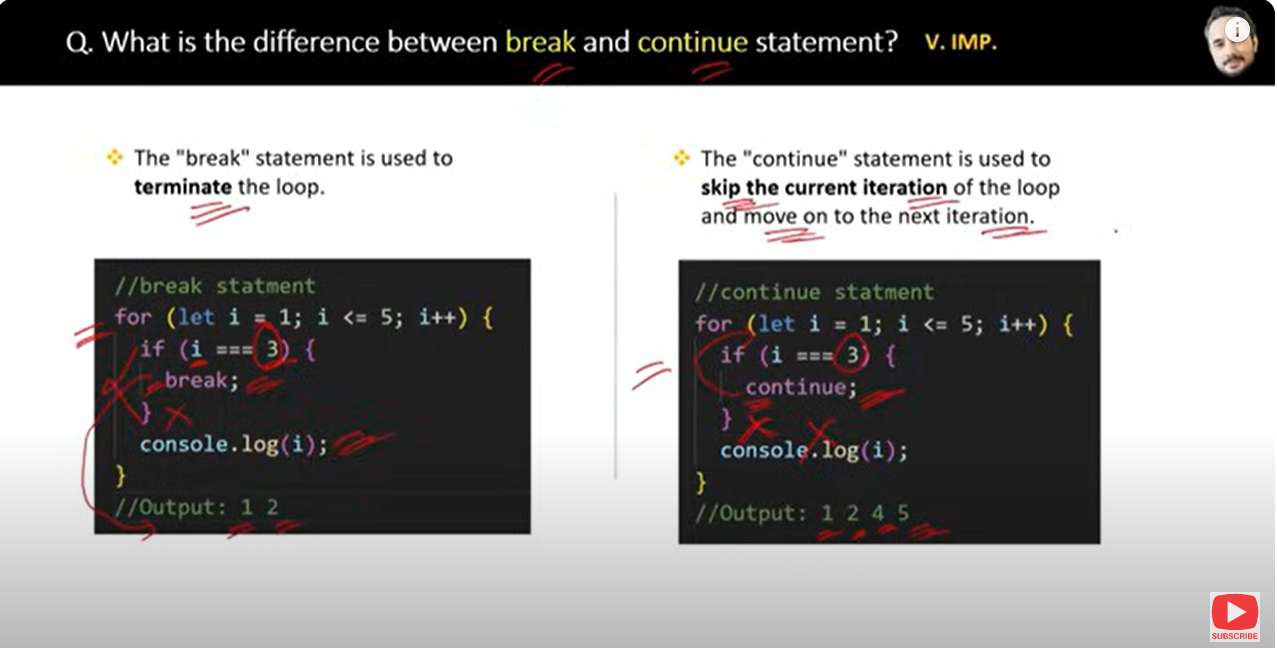 Q. What is the difference between break and continue statement? V. IMP.
The "break" statement is used to
terminate the loop.
//break statment
for (let i = 1; i <= 5; i++) {
if (i === 3) {
break;
}
console.log(i);
}
//Output: 1 2
The "continue" statement is used to
skip the current iteration of the loop
and move on to the next iteration.
//continue statment
for (let i = 1; i <= 5; i++) {
if (i === 3) {
continue;
}
console.log(i);
}
//Output: 1 2 4 5
SUBSCRIBE